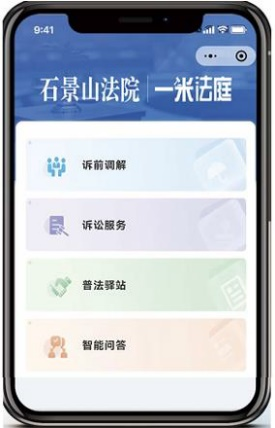 9:41
石景山法院 一米法庭
诉前调解
诉讼服务
普法驿站
智能问答